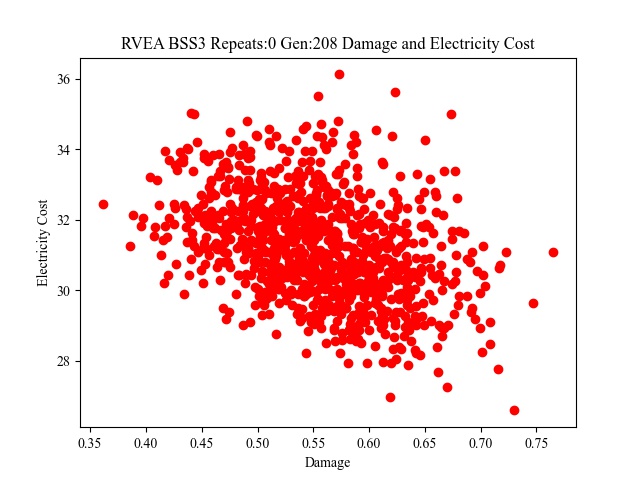 RVEA BSS3 Repeats:0 Gen:208 Damage and Electricity Cost
36
34
32
30
28
Electricity Cost
0.35 0.40 0.45 0.50 0.55 0.60 0.65 0.70 0.75
Damage